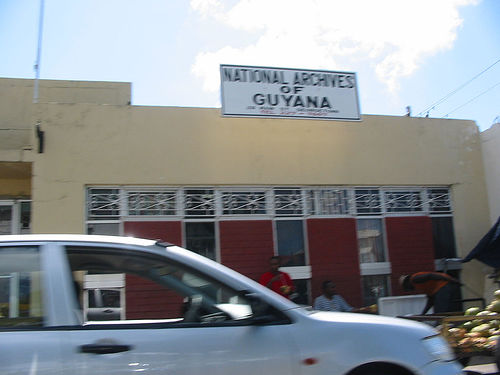 NATIONAL ARCHIVES
OF
GUYANA